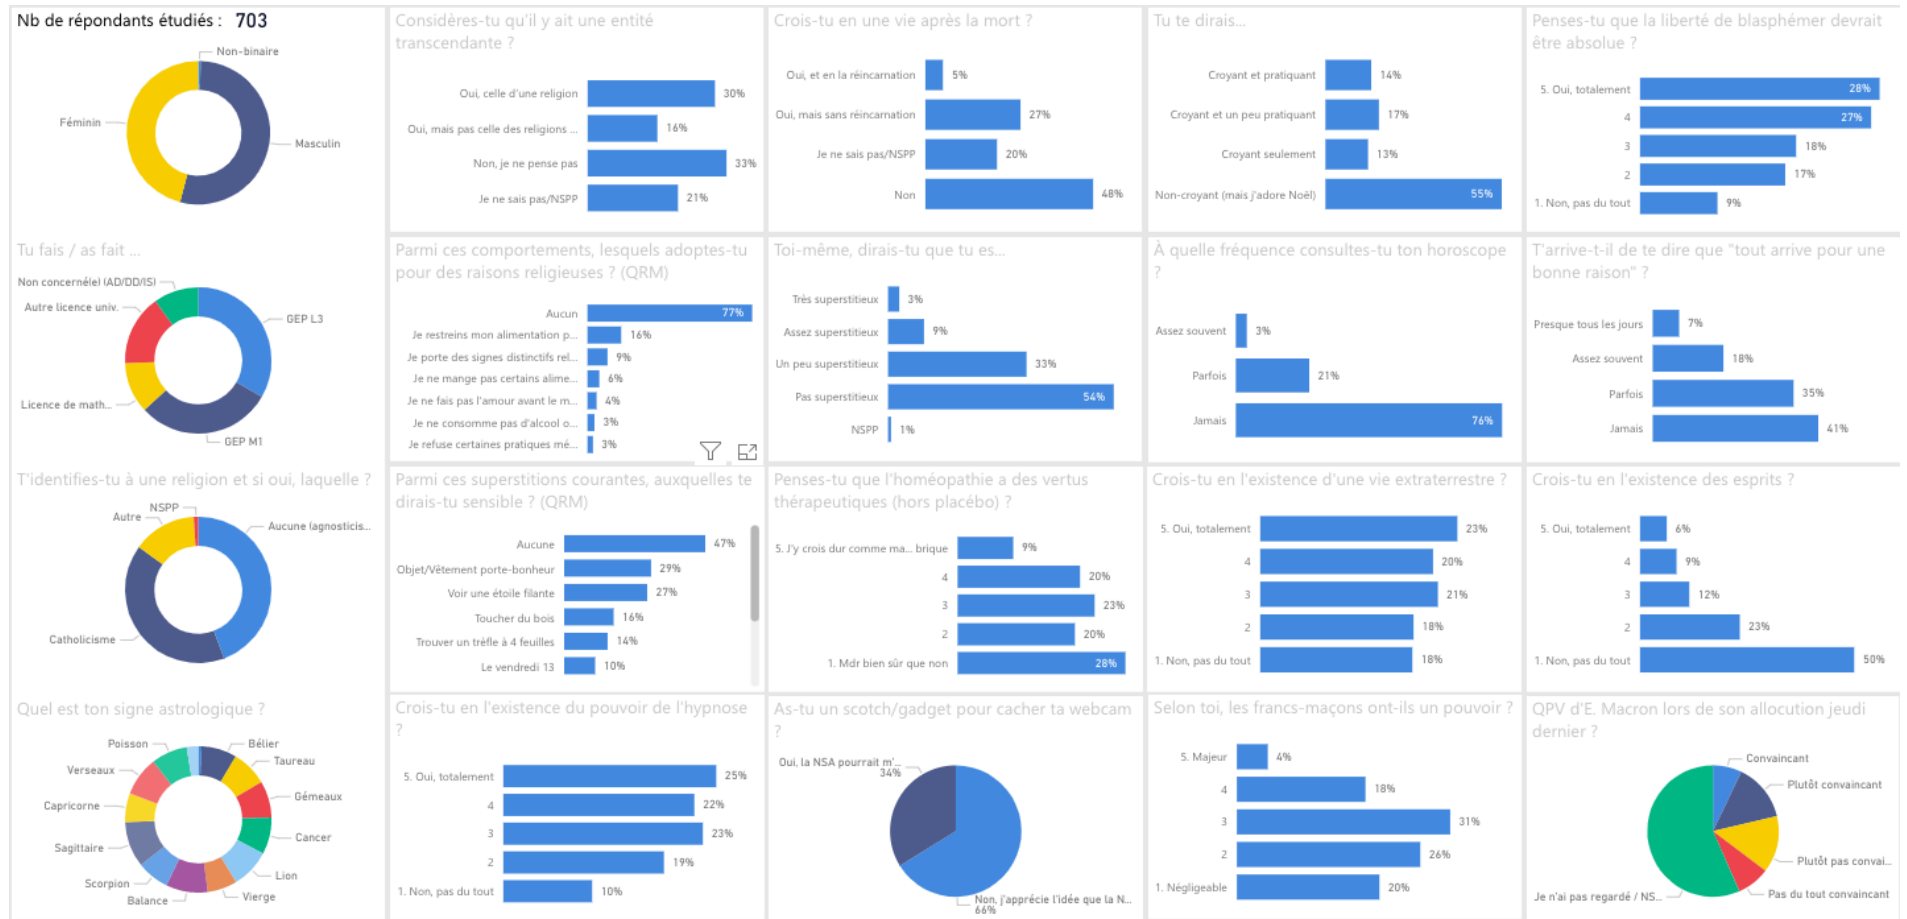 Nb de répondants étudiés : 703
Non-binaire
Féminin
Masculin
Considères-tu qu'il y ait une entité
transcendante ?
Oui, celle d'une religion 30%
Oui, mais pas celle des religions ... 16%
Non, je ne pense pas 33%
Je ne sais pas/NSPP 21%
Crois-tu en une vie après la mort ?
Oui, et en la réincarnation 5%
Oui, mais sans réincarnation 27%
Je ne sais pas/NSPP 20%
Non 48%
Tu te dirais...
Croyant et pratiquant 14%
Croyant et un peu pratiquant 17%
Croyant seulement 13%
Non-croyant (mais j'adore Noël) 55%
Penses-tu que la liberté de blasphémer devrait
être absolue ?
5. Oui, totalement 28%
4 27%
3 18%
2 17%
1. Non, pas du tout 9%
Tu fais / as fait ...
Non concerné(e) (AD/DD/IS)
Autre licence univ.
GEP L3
Licence de math...
GEP M1
Parmi ces comportements, lesquels adoptes-tu
pour des raisons religieuses ? (QRM)
Aucun 77%
Je restreins mon alimentation p... 16%
Je porte des signes distinctifs rel... 9%
Je ne mange pas certains alime... 6%
Je ne fais pas l'amour avant le m... 4%
Je ne consomme pas d'alcool o... 3%
Je refuse certaines pratiques mé... 3%
Toi-même, dirais-tu que tu es...
Très superstitieux 3%
Assez superstitieux 9%
Un peu superstitieux 33%
Pas superstitieux 54%
NSPP 1%
À quelle fréquence consultes-tu ton horoscope
?
Assez souvent 3%
Parfois 21%
Jamais 76%
T'arrive-t-il de te dire que "tout arrive pour une
bonne raison" ?
Presque tous les jours 7%
Assez souvent 18%
Parfois 35%
Jamais 41%
T'identifies-tu à une religion et si oui, laquelle ?
NSPP
Autre
Aucune (agnosticis...
Catholicisme
Parmi ces superstitions courantes, auxquelles te
dirais-tu sensible ? (QRM)
Aucune 47%
Objet/Vêtement porte-bonheur 29%
Voir une étoile filante 27%
Toucher du bois 16%
Trouver un trèfle à 4 feuilles 14%
Le vendredi 13 10%
Penses-tu que l'homéopathie a des vertus
thérapeutiques (hors placébo) ?
5. J'y crois dur comme ma... brique 9%
4 20%
3 23%
2 20%
1. Mdr bien sûr que non 28%
Crois-tu en l'existence d'une vie extraterrestre ?
5. Oui, totalement 23%
4 20%
3 21%
2 18%
1. Non, pas du tout 18%
Crois-tu en l'existence des esprits ?
5. Oui, totalement 6%
4 9%
3 12%
2 23%
1. Non, pas du tout 50%
Quel est ton signe astrologique ?
Poisson
Bélier
Taureau
Verseaux
Gémeaux
Capricorne
Cancer
Sagittaire
Lion
Scorpion
Vierge
Balance
Crois-tu en l'existence du pouvoir de l'hypnose
?
5. Oui, totalement 25%
4 22%
3 23%
2 19%
1. Non, pas du tout 10%
As-tu un scotch/gadget pour cacher ta webcam
?
Oui, la NSA pourrait m'...
34%
Non, j'apprécie l'idée que la N...
66%
Selon toi, les francs-maçons ont-ils un pouvoir ?
5. Majeur 4%
4 18%
3 31%
2 26%
1. Négligeable 20%
QPV d'E. Macron lors de son allocution jeudi
dernier ?
Convaincant
Plutôt convaincant
Plutôt pas convai...
Pas du tout convaincant
Je n'ai pas regardé / NS...